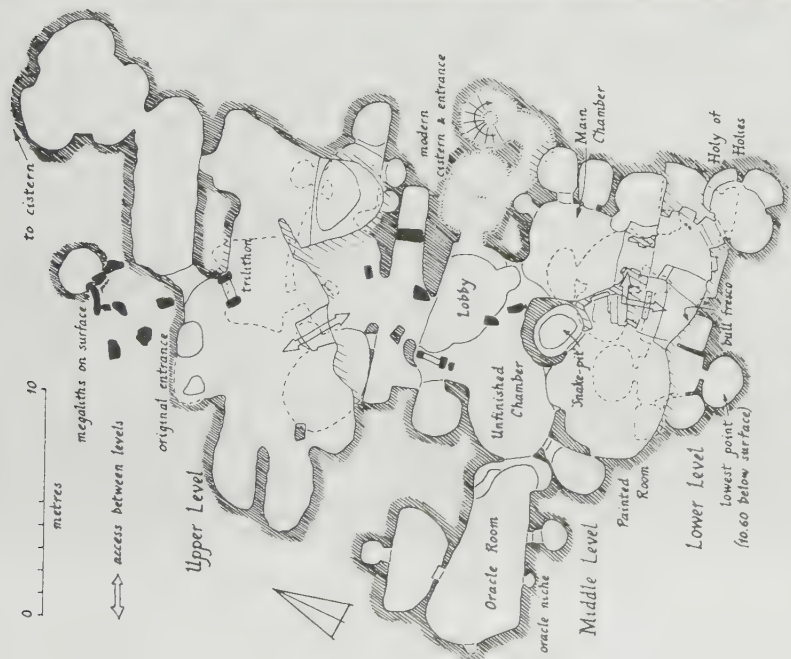 to cistern
megaliths on surface
original entrance
trilithon
Upper Level
0
10
metres
access between levels
modern
cistern & entrance
Main
Chamber
Holy of
Holies
Lobby
Snake-pit
Unfinished
Chamber
bull fresco
Painted
Room
Lower Level
Lowest point
(10.60 below surface)
Oracle Room
oracle niche
Middle Level